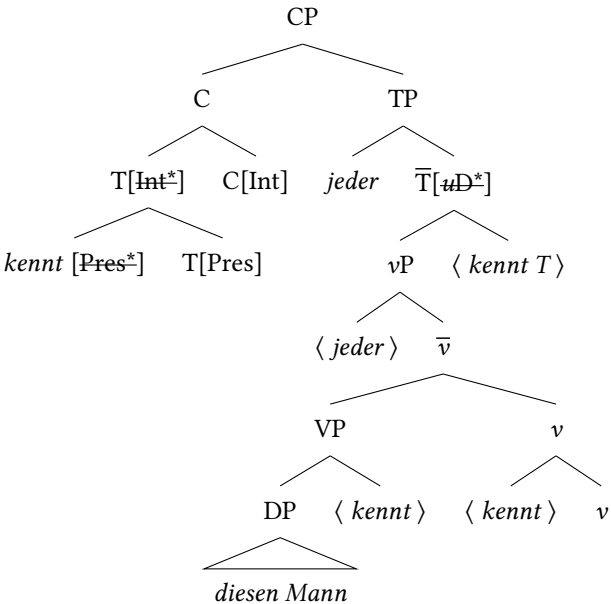 CP
C TP
T[Int*] C[Int] jeder T̅[uD*]
kennt [Pres*] T[Pres] vP ⟨ kennt T ⟩
⟨ jeder ⟩ v̅
VP v
DP ⟨ kennt ⟩ ⟨ kennt ⟩ v
diesen Mann